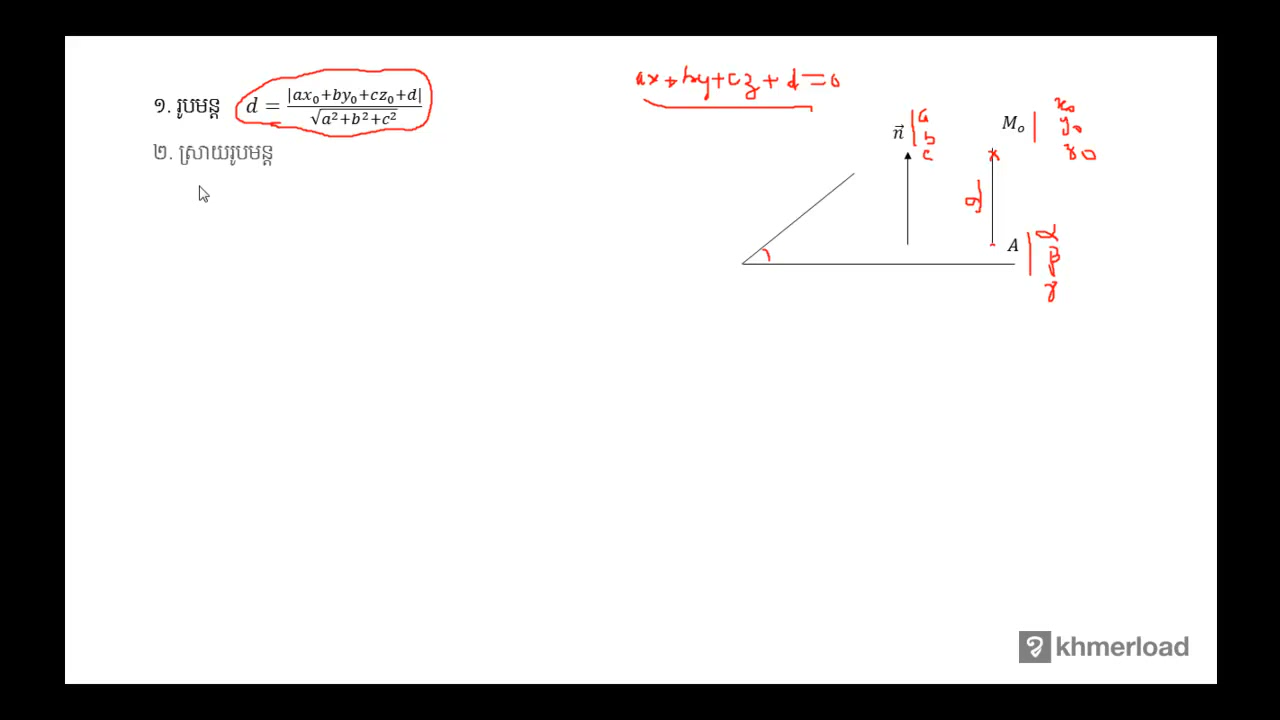 ១. រូបមន្ត d = |ax₀+by₀+cz₀+d| / √a²+b²+c²
២. ស្រាយរូបមន្ត
ax+by+cz+d=0
n⃗ | a b c
M₀ | x₀ y₀ z₀
d
A | α β γ
khmerload